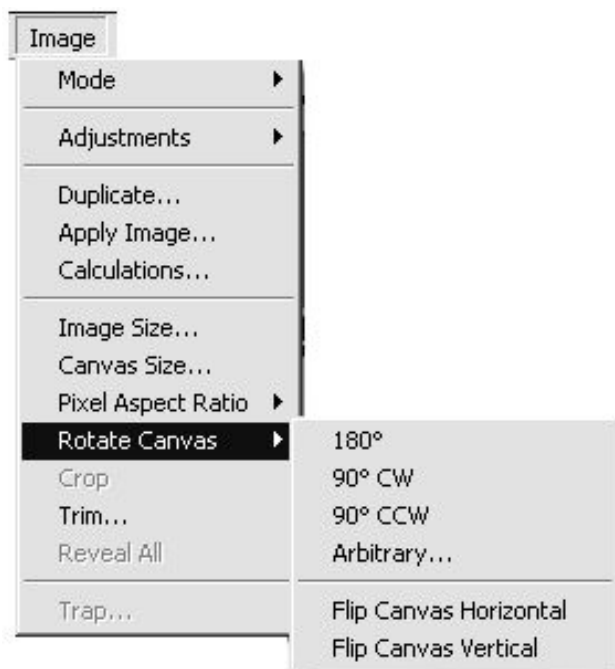 Image
Mode
Adjustments
Duplicate...
Apply Image...
Calculations...
Image Size...
Canvas Size...
Pixel Aspect Ratio
Rotate Canvas
Crop
Trim...
Reveal All
Trap...
180°
90° CW
90° CCW
Arbitrary...
Flip Canvas Horizontal
Flip Canvas Vertical